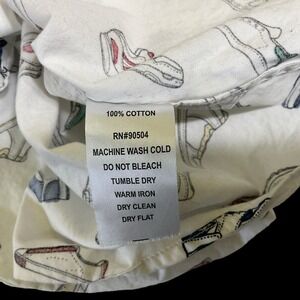 100% COTTON
RN#90504
MACHINE WASH COLD
DO NOT BLEACH
TUMBLE DRY
WARM IRON
DRY CLEAN
DRY FLAT